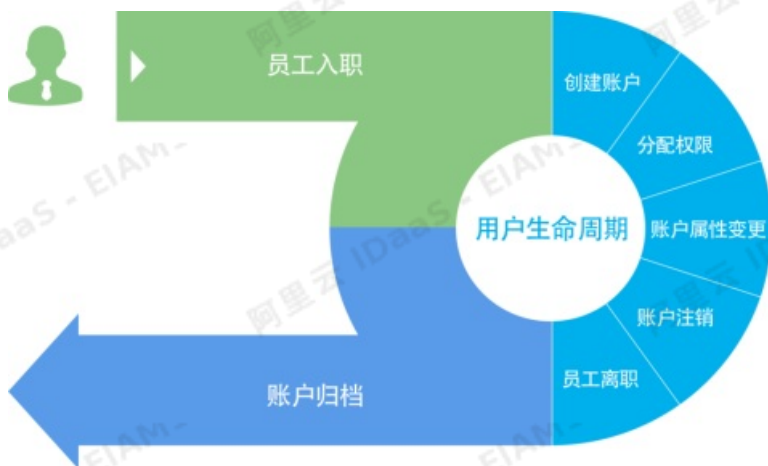 员工入职
创建账户
分配权限
用户生命周期
账户属性变更
账户注销
员工离职
账户归档
阿里云 IDaaS - EIAM-